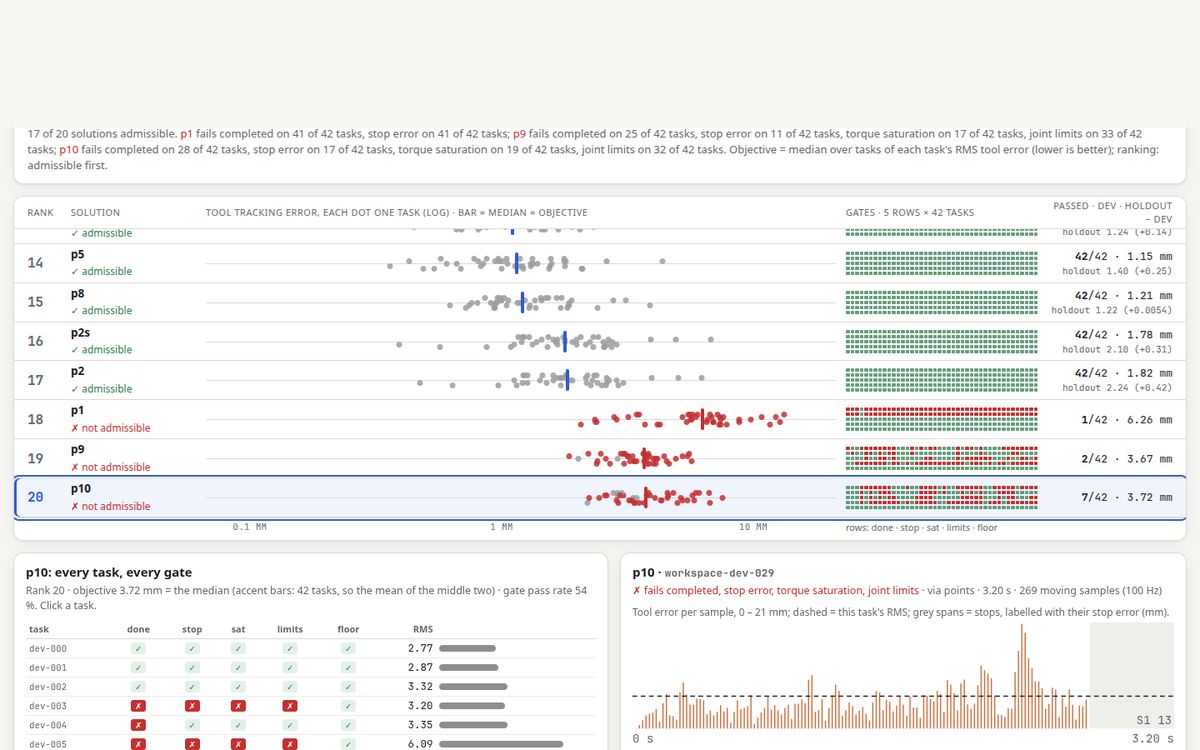 17 of 20 solutions admissible. p1 fails completed on 41 of 42 tasks, stop error on 41 of 42 tasks; p9 fails completed on 25 of 42 tasks, stop error on 11 of 42 tasks, torque saturation on 17 of 42 tasks, joint limits on 33 of 42
tasks; p10 fails completed on 28 of 42 tasks, stop error on 17 of 42 tasks, torque saturation on 19 of 42 tasks, joint limits on 32 of 42 tasks. Objective = median over tasks of each task's RMS tool error (lower is better); ranking:
admissible first.
RANK SOLUTION TOOL TRACKING ERROR, EACH DOT ONE TASK (LOG) · BAR = MEDIAN = OBJECTIVE GATES · 5 ROWS × 42 TASKS PASSED · DEV · HOLDOUT
– DEV
✓ admissible holdout 1.24 (+0.14)
14 p5 42/42 · 1.15 mm
✓ admissible holdout 1.40 (+0.25)
15 p8 42/42 · 1.21 mm
✓ admissible holdout 1.22 (+0.0054)
16 p2s 42/42 · 1.78 mm
✓ admissible holdout 2.10 (+0.31)
17 p2 42/42 · 1.82 mm
✓ admissible holdout 2.24 (+0.42)
18 p1 1/42 · 6.26 mm
✗ not admissible
19 p9 2/42 · 3.67 mm
✗ not admissible
20 p10 7/42 · 3.72 mm
✗ not admissible
0.1 MM 1 MM 10 MM rows: done · stop · sat · limits · floor
p10: every task, every gate
Rank 20 · objective 3.72 mm = the median (accent bars: 42 tasks, so the mean of the middle two) · gate pass rate 54
%. Click a task.
task done stop sat limits floor RMS
dev-000 ✓ ✓ ✓ ✓ ✓ 2.77
dev-001 ✓ ✓ ✓ ✓ ✓ 2.87
dev-002 ✓ ✓ ✓ ✓ ✓ 3.32
dev-003 ✗ ✗ ✗ ✗ ✓ 3.20
dev-004 ✗ ✓ ✓ ✓ ✓ 3.35
dev-005 ✗ ✗ ✗ ✗ ✓ 6.09
p10 · workspace-dev-029
✗ fails completed, stop error, torque saturation, joint limits · via points · 3.20 s · 269 moving samples (100 Hz)
Tool error per sample, 0 – 21 mm; dashed = this task's RMS; grey spans = stops, labelled with their stop error (mm).
S1 13
0 s 3.20 s